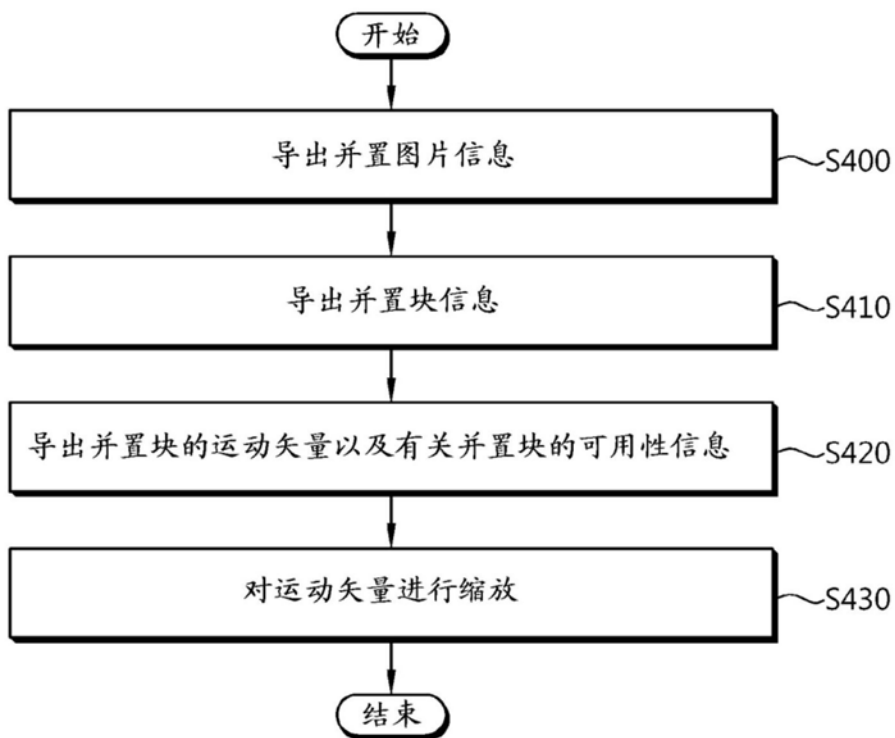 开始
导出并置图片信息
S400
导出并置块信息
S410
导出并置块的运动矢量以及有关并置块的可用性信息
S420
对运动矢量进行缩放
S430
结束